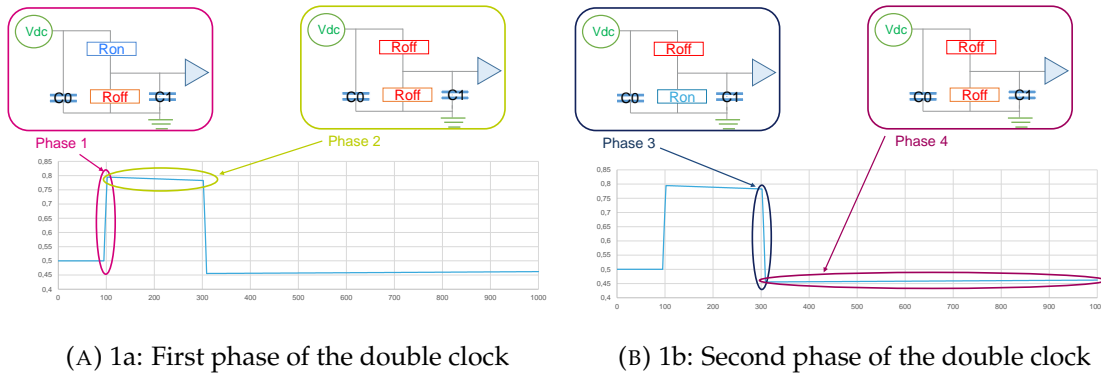 Vdc
Ron
Roff
C0
C1
Vdc
Roff
Roff
C0
C1
Phase 1
Phase 2
0,85
0,8
0,75
0,7
0,65
0,6
0,55
0,5
0,45
0,4
0 100 200 300 400 500 600 700 800 900 1000
(A) 1a: First phase of the double clock
Vdc
Roff
Ron
C0
C1
Vdc
Roff
Roff
C0
C1
Phase 3
Phase 4
0,85
0,8
0,75
0,7
0,65
0,6
0,55
0,5
0,45
0,4
0 100 200 300 400 500 600 700 800 900 1000
(B) 1b: Second phase of the double clock